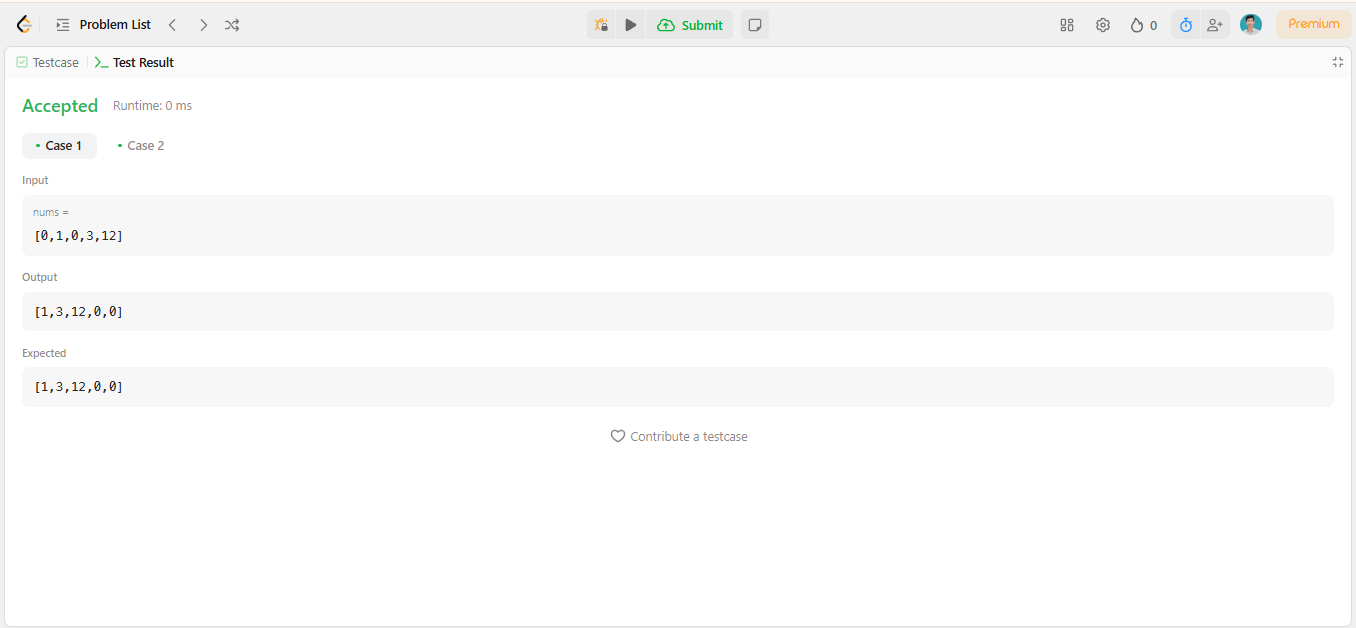 Problem List
Submit
0
Premium
Testcase
Test Result
Accepted Runtime: 0 ms
Case 1 Case 2
Input
nums =
[0,1,0,3,12]
Output
[1,3,12,0,0]
Expected
[1,3,12,0,0]
Contribute a testcase